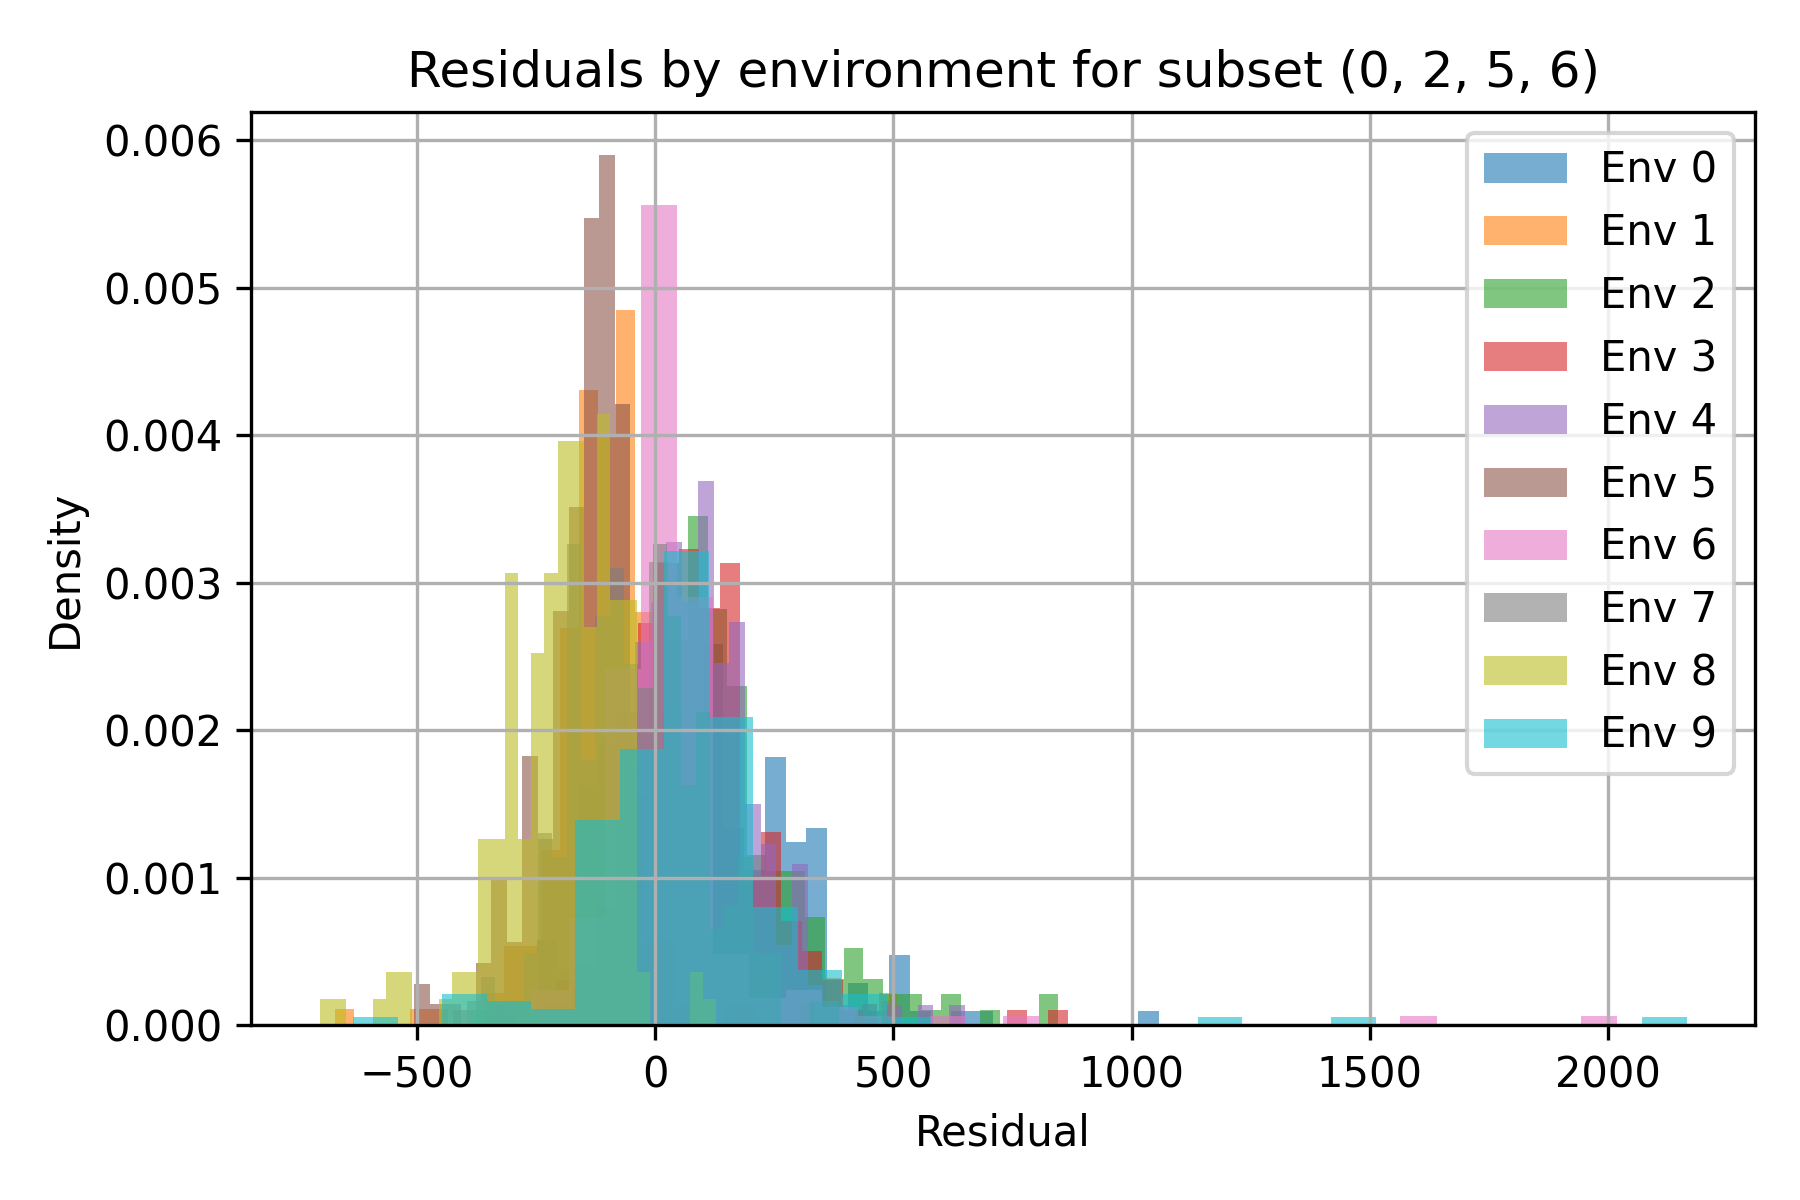 Residuals by environment for subset (0, 2, 5, 6)
0.006
0.005
0.004
0.003
0.002
0.001
0.000
Density
−500
0
500
1000
1500
2000
Residual
Env 0
Env 1
Env 2
Env 3
Env 4
Env 5
Env 6
Env 7
Env 8
Env 9